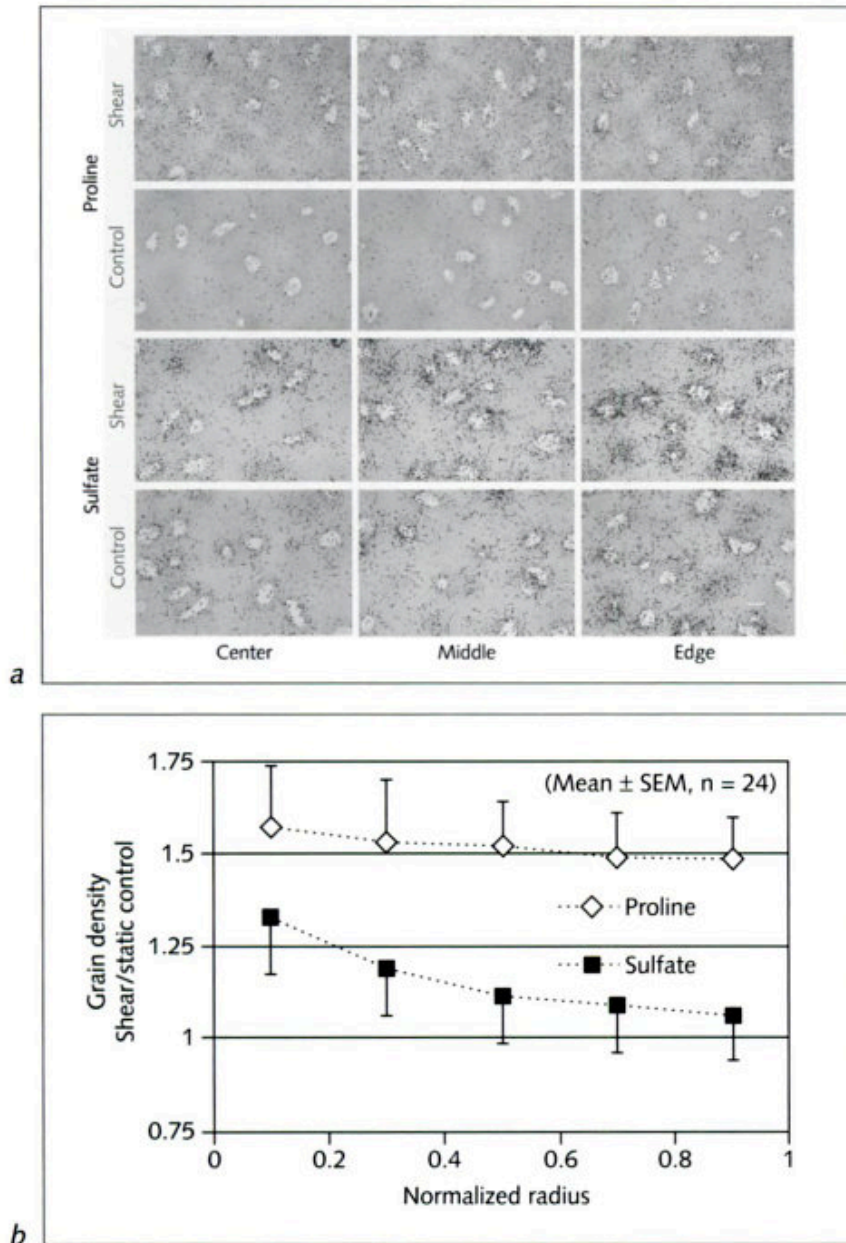 Proline
Shear
Control
Sulfate
Shear
Control
Center Middle Edge
a
Grain density
Shear/static control
1.75
1.5
1.25
1
0.75
(Mean ± SEM, n = 24)
Proline
Sulfate
0 0.2 0.4 0.6 0.8 1
Normalized radius
b